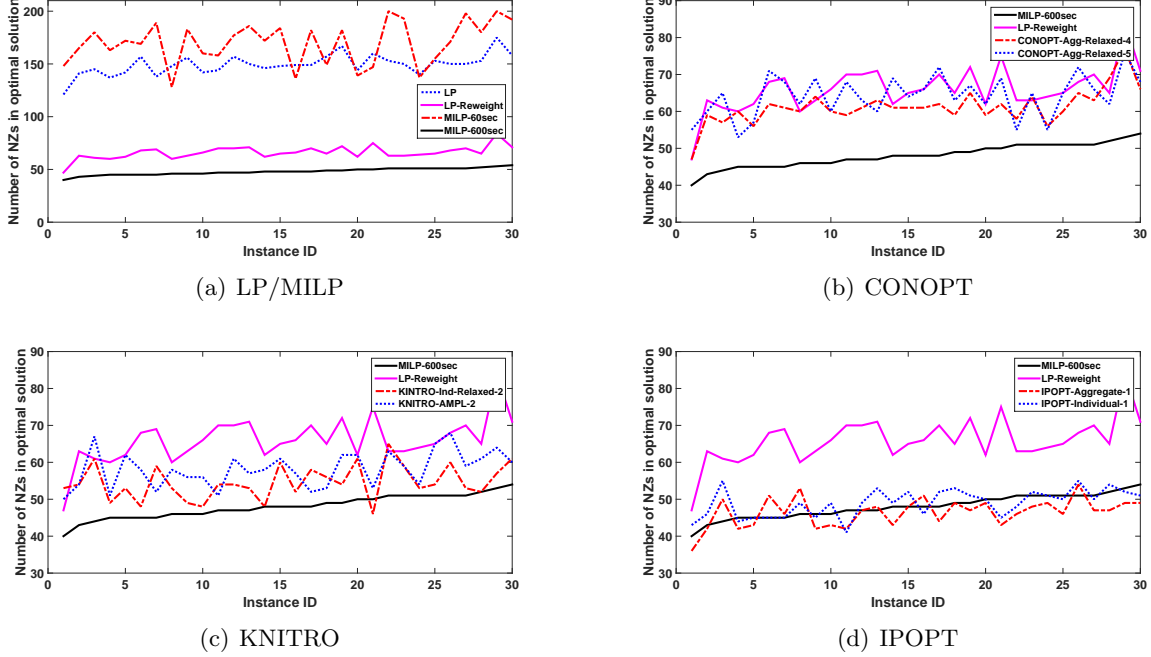 Number of NZs in optimal solution
200
150
100
50
0
LP
LP-Reweight
MILP-60sec
MILP-600sec
0 5 10 15 20 25 30
Instance ID
(a) LP/MILP
Number of NZs in optimal solution
90
80
70
60
50
40
30
MILP-600sec
LP-Reweight
CONOPT-Agg-Relaxed-4
CONOPT-Agg-Relaxed-5
0 5 10 15 20 25 30
Instance ID
(b) CONOPT
Number of NZs in optimal solution
90
80
70
60
50
40
30
MILP-600sec
LP-Reweight
KINTRO-Ind-Relaxed-2
KNITRO-AMPL-2
0 5 10 15 20 25 30
Instance ID
(c) KNITRO
Number of NZs in optimal solution
90
80
70
60
50
40
30
MILP-600sec
LP-Reweight
IPOPT-Aggregate-1
IPOPT-Individual-1
0 5 10 15 20 25 30
Instance ID
(d) IPOPT